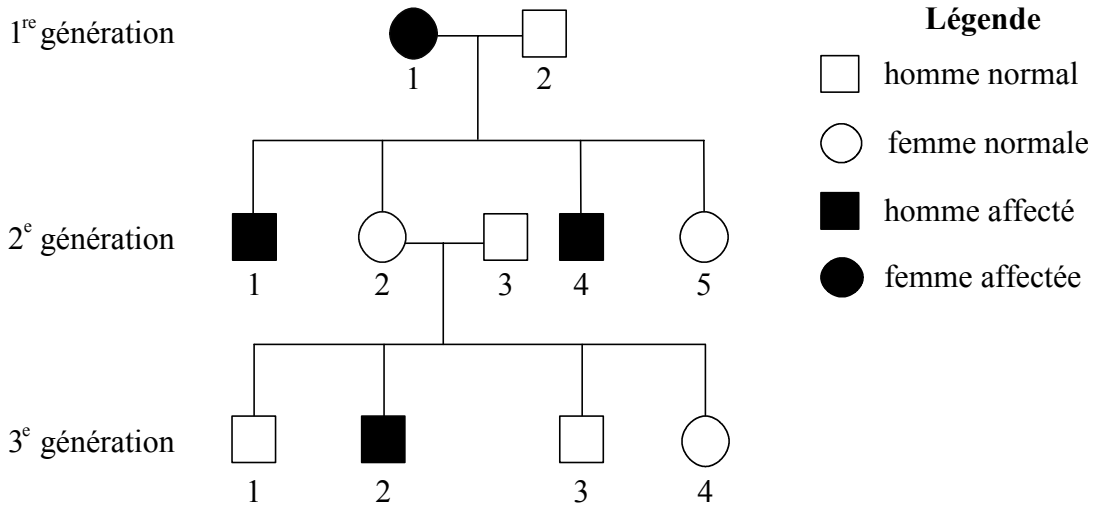 1re génération
1 2
2e génération
1 2 3 4 5
3e génération
1 2 3 4
Légende
homme normal
femme normale
homme affecté
femme affectée